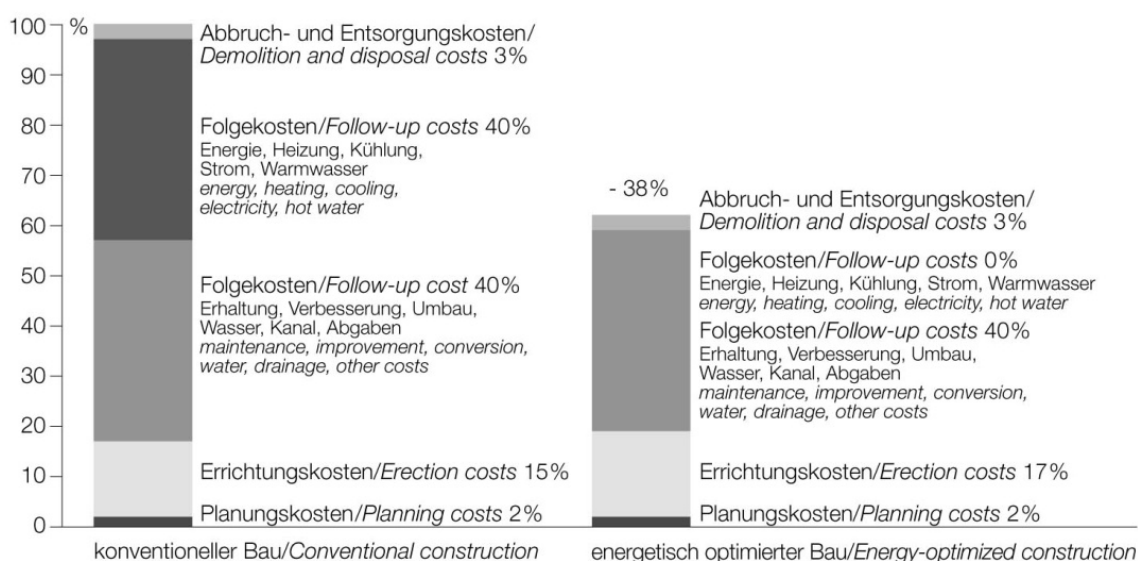 100
%
90
80
70
60
50
40
30
20
10
0
Abbruch- und Entsorgungskosten/
Demolition and disposal costs 3%
Folgekosten/Follow-up costs 40%
Energie, Heizung, Kühlung,
Strom, Warmwasser
energy, heating, cooling,
electricity, hot water
Folgekosten/Follow-up cost 40%
Erhaltung, Verbesserung, Umbau,
Wasser, Kanal, Abgaben
maintenance, improvement, conversion,
water, drainage, other costs
Errichtungskosten/Erection costs 15%
Planungskosten/Planning costs 2%
konventioneller Bau/Conventional construction
- 38%
Abbruch- und Entsorgungskosten/
Demolition and disposal costs 3%
Folgekosten/Follow-up costs 0%
Energie, Heizung, Kühlung, Strom, Warmwasser
energy, heating, cooling, electricity, hot water
Folgekosten/Follow-up costs 40%
Erhaltung, Verbesserung, Umbau,
Wasser, Kanal, Abgaben
maintenance, improvement, conversion,
water, drainage, other costs
Errichtungskosten/Erection costs 17%
Planungskosten/Planning costs 2%
energetisch optimierter Bau/Energy-optimized construction